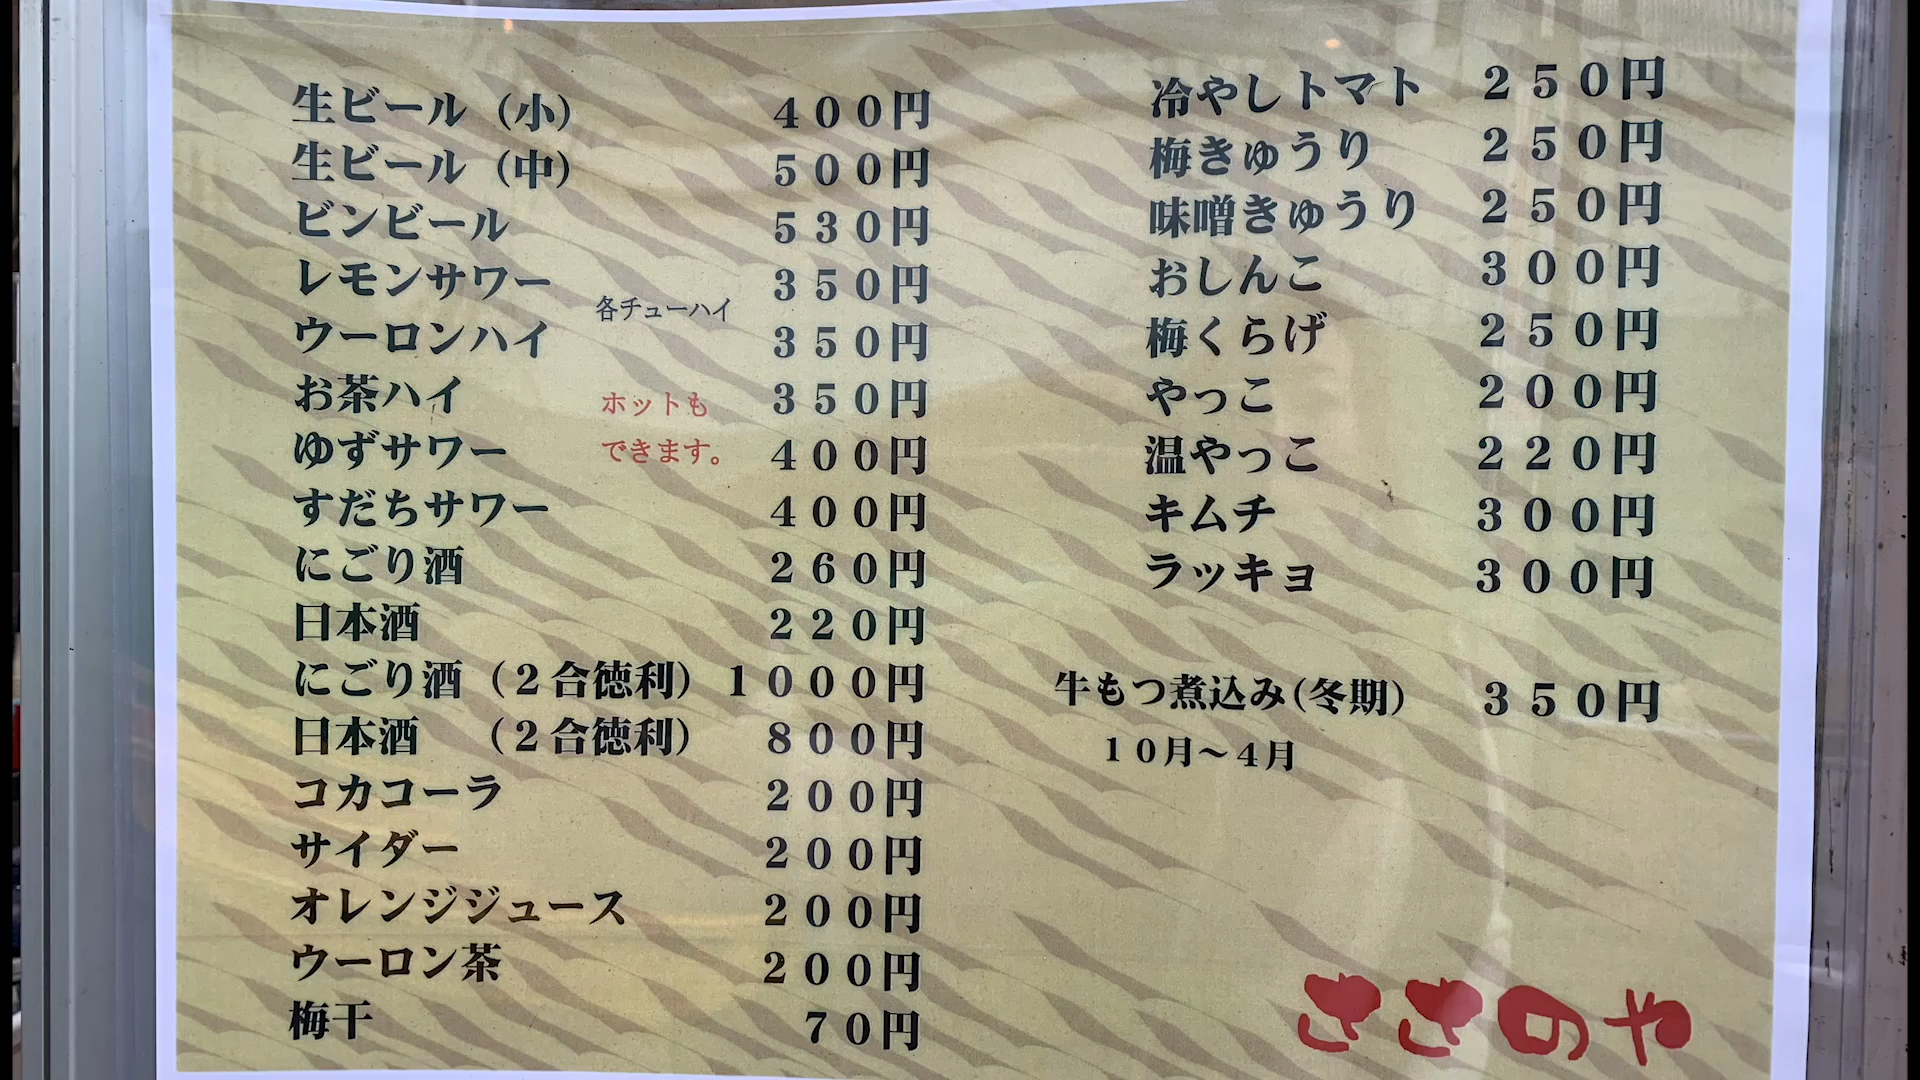 生ビール（小） ４００円
生ビール（中） ５００円
ビンビール ５３０円
レモンサワー ３５０円
各チューハイ
ウーロンハイ ３５０円
お茶ハイ ３５０円
ホットも
できます。
ゆずサワー ４００円
すだちサワー ４００円
にごり酒 ２６０円
日本酒 ２２０円
にごり酒（２合徳利） １０００円
日本酒　（２合徳利） ８００円
コカコーラ ２００円
サイダー ２００円
オレンジジュース ２００円
ウーロン茶 ２００円
梅干 ７０円
冷やしトマト ２５０円
梅きゅうり ２５０円
味噌きゅうり ２５０円
おしんこ ３００円
梅くらげ ２５０円
やっこ ２００円
温やっこ ２２０円
キムチ ３００円
ラッキョ ３００円
牛もつ煮込み(冬期) ３５０円
１０月～４月
ささのや